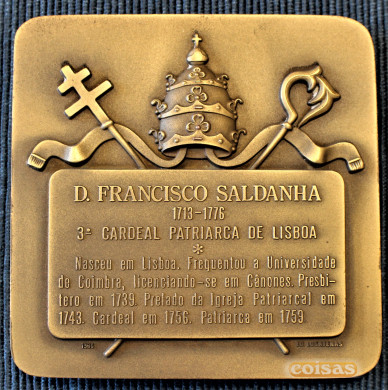 D. FRANCISCO SALDANHA
1713-1776
3º CARDEAL PATRIARCA DE LISBOA
*
Nasceu em Lisboa. Frequentou a Universidade
de Coimbra, licenciando-se em Cânones. Presbí-
tero em 1739. Prelado da Igreja Patriarcal em
1743. Cardeal em 1756. Patriarca em 1759
coisas